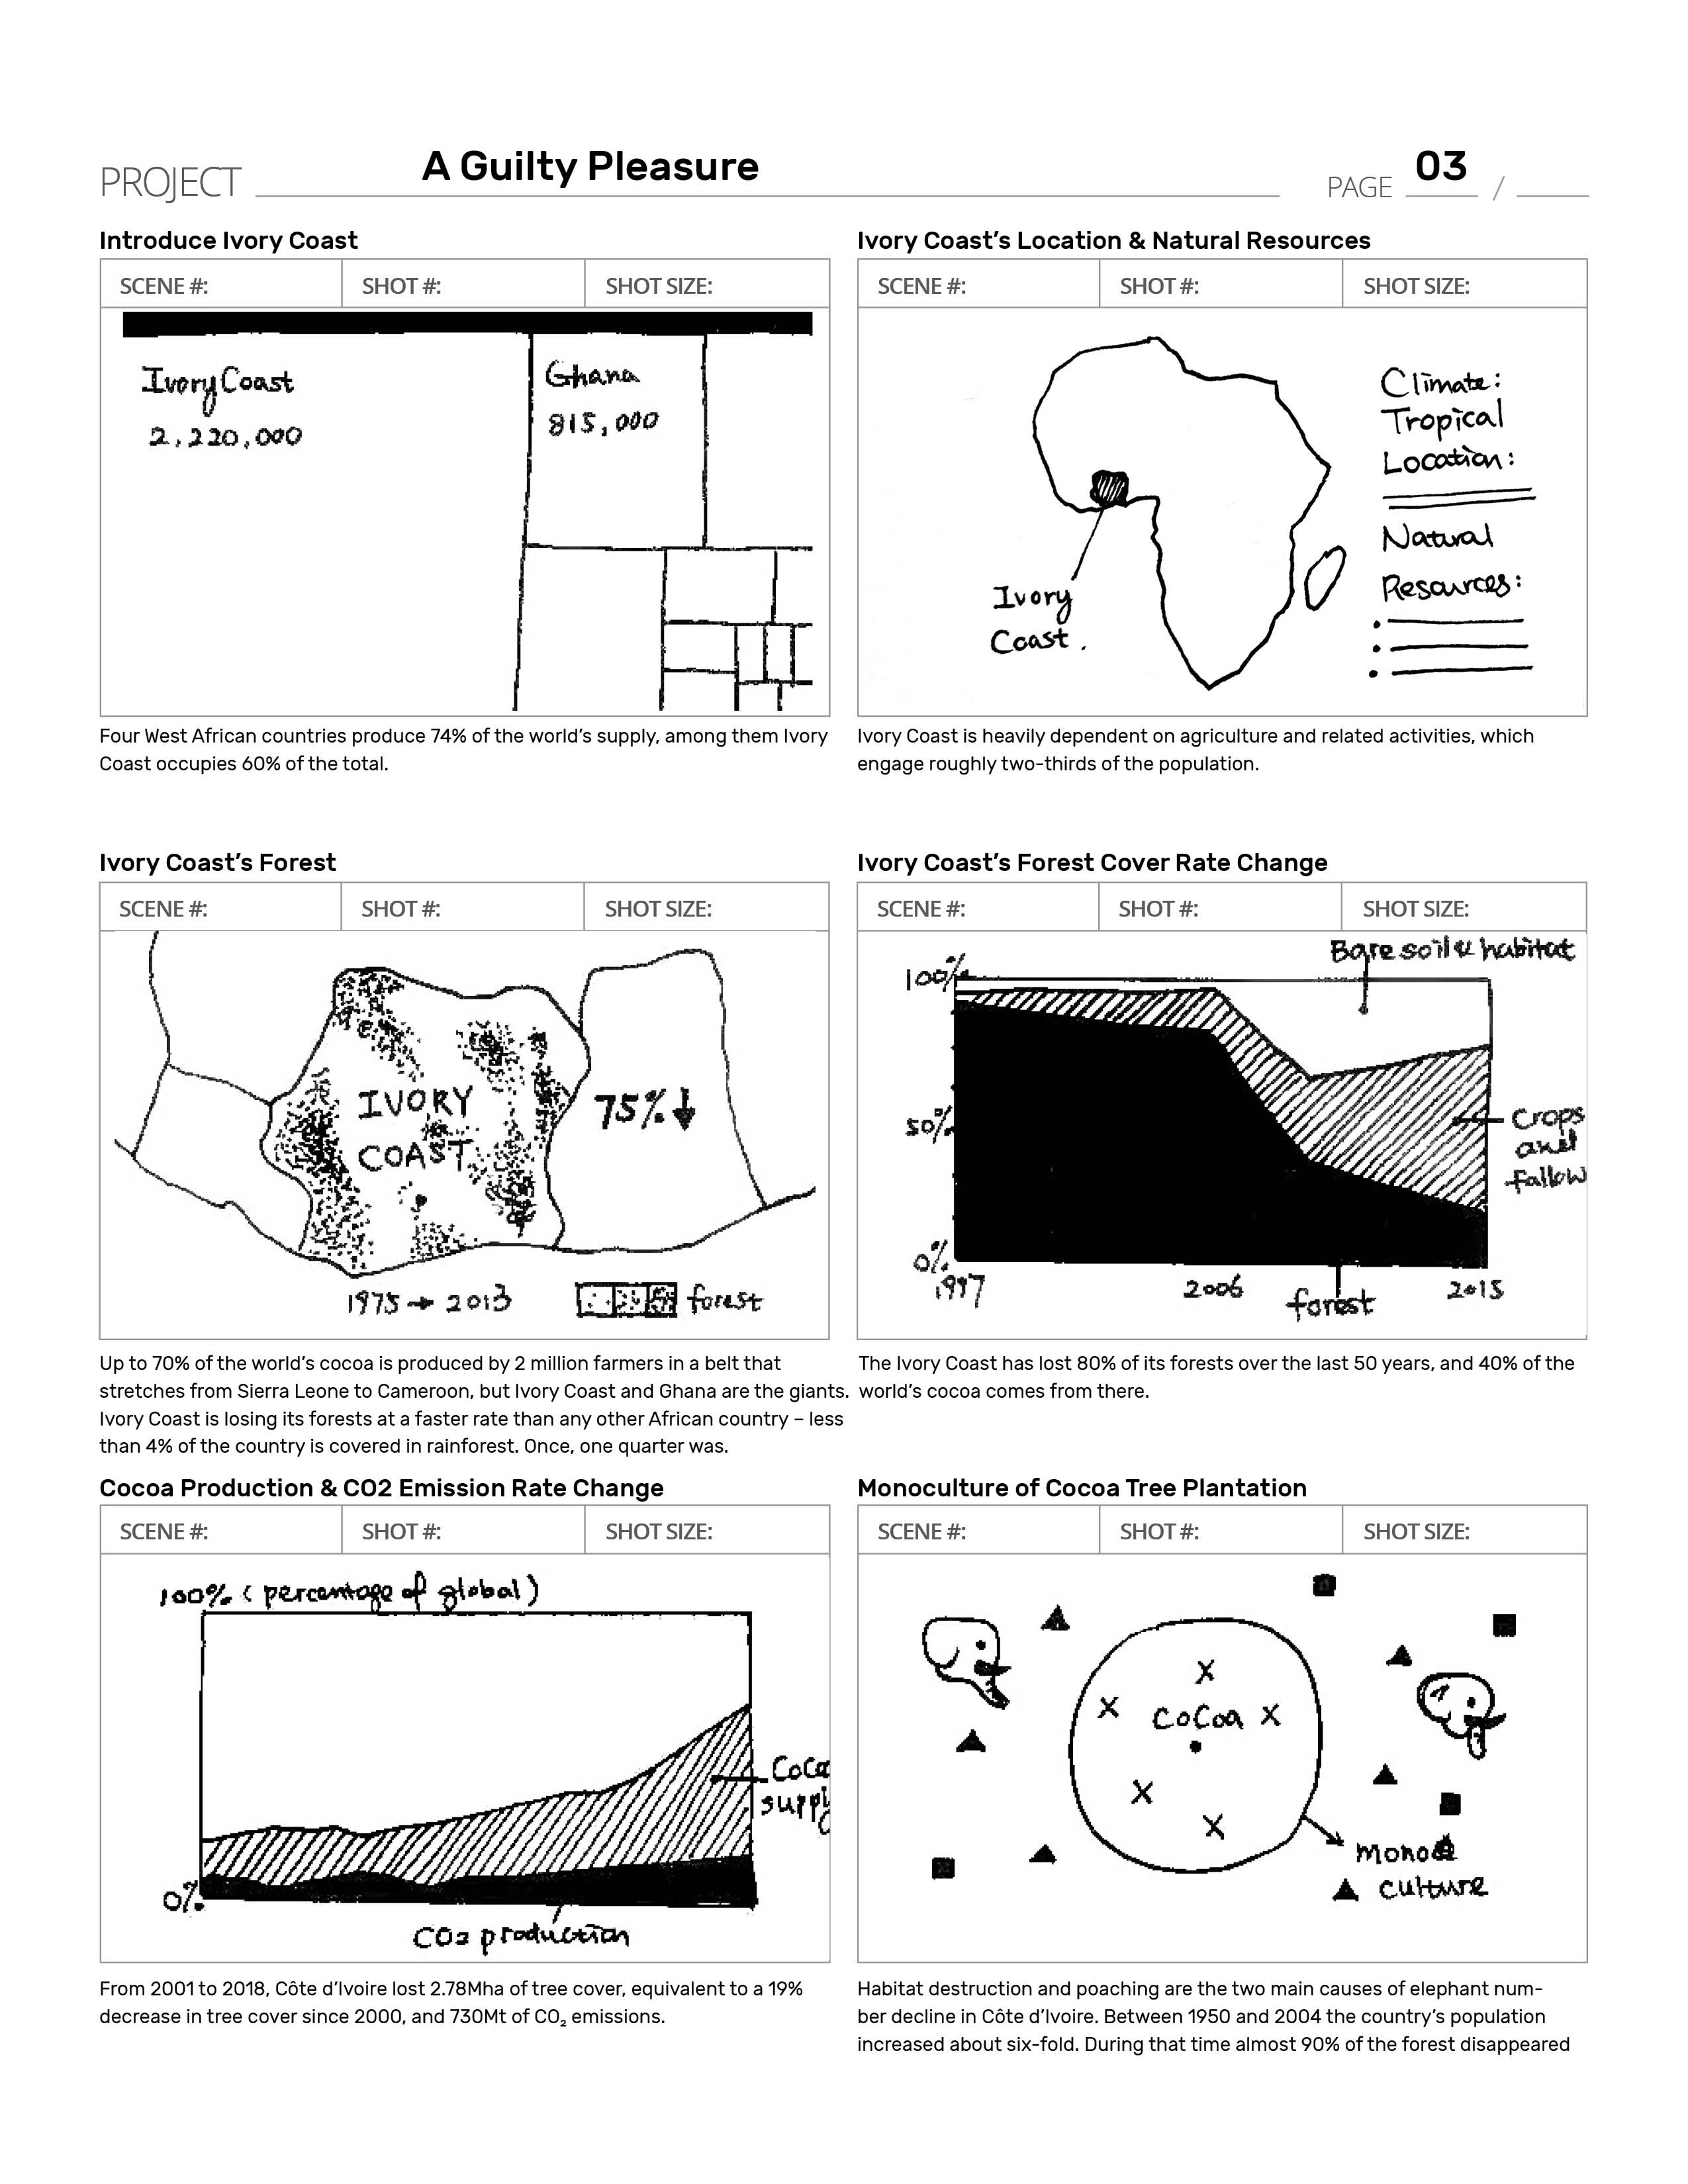 PROJECT A Guilty Pleasure PAGE 03 /
Introduce Ivory Coast
SCENE #: SHOT #: SHOT SIZE:
Ivory Coast
2,220,000
Ghana
815,000
Four West African countries produce 74% of the world’s supply, among them Ivory
Coast occupies 60% of the total.
Ivory Coast’s Location & Natural Resources
SCENE #: SHOT #: SHOT SIZE:
Ivory
Coast.
Climate:
Tropical
Location:
Natural
Resources:
Ivory Coast is heavily dependent on agriculture and related activities, which
engage roughly two-thirds of the population.
Ivory Coast’s Forest
SCENE #: SHOT #: SHOT SIZE:
IVORY
COAST
75%↓
1975 → 2013 forest
Up to 70% of the world’s cocoa is produced by 2 million farmers in a belt that
stretches from Sierra Leone to Cameroon, but Ivory Coast and Ghana are the giants.
Ivory Coast is losing its forests at a faster rate than any other African country – less
than 4% of the country is covered in rainforest. Once, one quarter was.
Ivory Coast’s Forest Cover Rate Change
SCENE #: SHOT #: SHOT SIZE:
Bare soil & habitat
100%
50%
Crops
and
fallow
0%
1997 2006 2015
forest
The Ivory Coast has lost 80% of its forests over the last 50 years, and 40% of the
world’s cocoa comes from there.
Cocoa Production & CO2 Emission Rate Change
SCENE #: SHOT #: SHOT SIZE:
100% (percentage of global)
0%
CO2 production
From 2001 to 2018, Côte d’Ivoire lost 2.78Mha of tree cover, equivalent to a 19%
decrease in tree cover since 2000, and 730Mt of CO₂ emissions.
Monoculture of Cocoa Tree Plantation
SCENE #: SHOT #: SHOT SIZE:
CoCoa
mono
culture
Habitat destruction and poaching are the two main causes of elephant num-
ber decline in Côte d’Ivoire. Between 1950 and 2004 the country’s population
increased about six-fold. During that time almost 90% of the forest disappeared